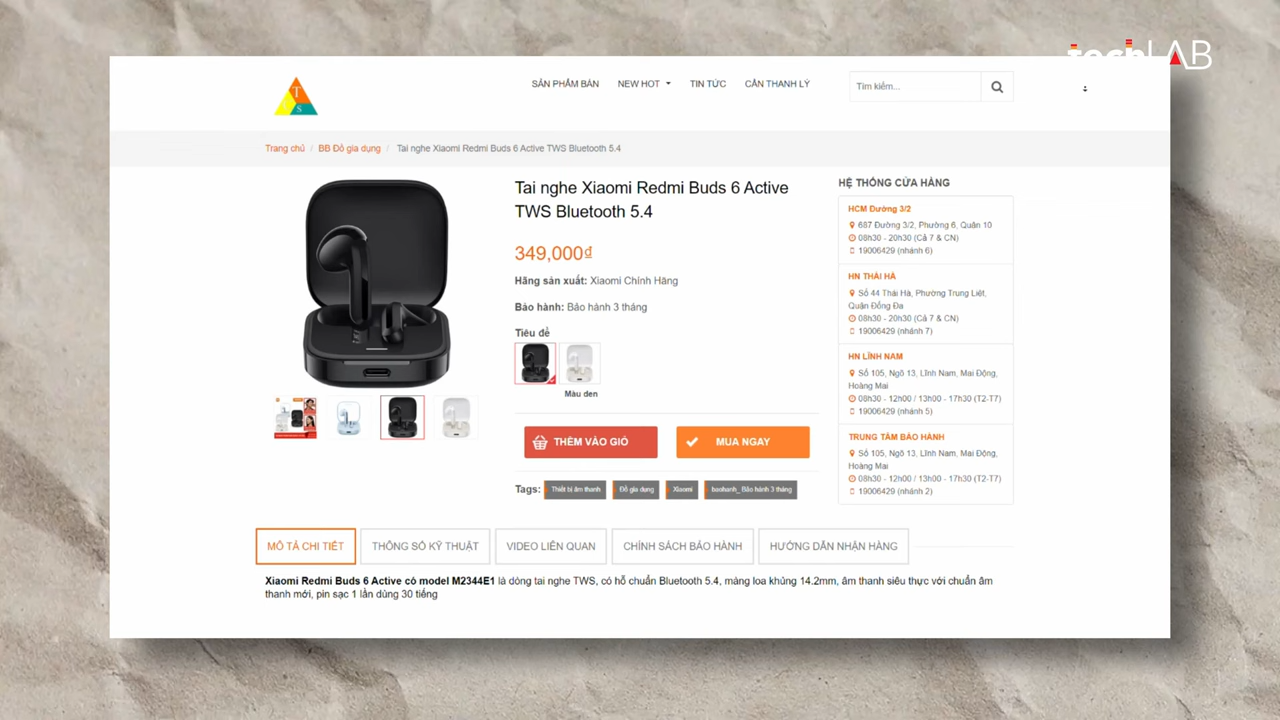 techLAB
T
S
SẢN PHẨM BÁN
NEW HOT
TIN TỨC
CẦN THANH LÝ
Tìm kiếm...
Trang chủ / BB Đồ gia dụng / Tai nghe Xiaomi Redmi Buds 6 Active TWS Bluetooth 5.4
Tai nghe Xiaomi Redmi Buds 6 Active
TWS Bluetooth 5.4
349,000₫
Hãng sản xuất: Xiaomi Chính Hãng
Bảo hành: Bảo hành 3 tháng
Tiêu đề
Màu đen
THÊM VÀO GIỎ
MUA NGAY
Tags: Thiết bị âm thanh Đồ gia dụng Xiaomi baohanh_ Bảo hành 3 tháng
HỆ THỐNG CỬA HÀNG
HCM Đường 3/2
687 Đường 3/2, Phường 6, Quân 10
08h30 - 20h30 (Cả 7 & CN)
19006429 (nhánh 6)
HN THÁI HÀ
Số 44 Thái Hà, Phường Trung Liệt,
Quận Đống Đa
08h30 - 20h30 (Cả 7 & CN)
19006429 (nhánh 7)
HN LĨNH NAM
Số 105, Ngõ 13, Lĩnh Nam, Mai Động,
Hoàng Mai
08h30 - 12h00 / 13h00 - 17h30 (T2-T7)
19006429 (nhánh 5)
TRUNG TÂM BẢO HÀNH
Số 105, Ngõ 13, Lĩnh Nam, Mai Động,
Hoàng Mai
08h30 - 12h00 / 13h00 - 17h30 (T2-T7)
19006429 (nhánh 2)
MÔ TẢ CHI TIẾT
THÔNG SỐ KỸ THUẬT
VIDEO LIÊN QUAN
CHÍNH SÁCH BẢO HÀNH
HƯỚNG DẪN NHẬN HÀNG
Xiaomi Redmi Buds 6 Active có model M2344E1 là dòng tai nghe TWS, có hỗ chuẩn Bluetooth 5.4, màng loa khủng 14.2mm, âm thanh siêu thực với chuẩn âm
thanh mới, pin sạc 1 lần dùng 30 tiếng